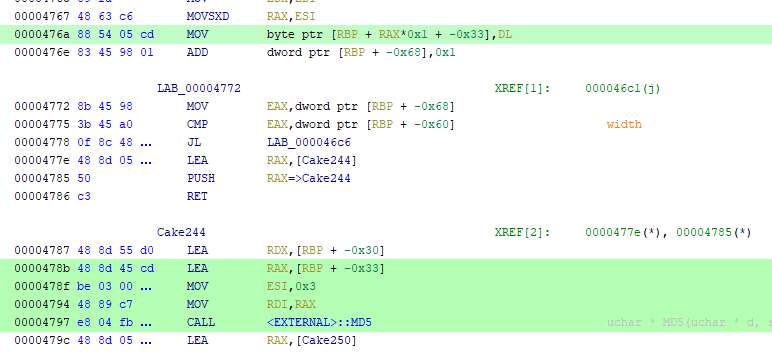 00004767 48 63 c6 MOVSXD RAX,ESI
0000476a 88 54 05 cd MOV byte ptr [RBP + RAX*0x1 + -0x33],DL
0000476e 83 45 98 01 ADD dword ptr [RBP + -0x68],0x1
LAB_00004772 XREF[1]: 000046c1(j)
00004772 8b 45 98 MOV EAX,dword ptr [RBP + -0x68]
00004775 3b 45 a0 CMP EAX,dword ptr [RBP + -0x60] width
00004778 0f 8c 48 ... JL LAB_000046c6
0000477e 48 8d 05 ... LEA RAX,[Cake244]
00004785 50 PUSH RAX=>Cake244
00004786 c3 RET
Cake244 XREF[2]: 0000477e(*), 00004785(*)
00004787 48 8d 55 d0 LEA RDX,[RBP + -0x30]
0000478b 48 8d 45 cd LEA RAX,[RBP + -0x33]
0000478f be 03 00 ... MOV ESI,0x3
00004794 48 89 c7 MOV RDI,RAX
00004797 e8 04 fb ... CALL <EXTERNAL>::MD5 uchar * MD5(uchar * d, s
0000479c 48 8d 05 ... LEA RAX,[Cake250]